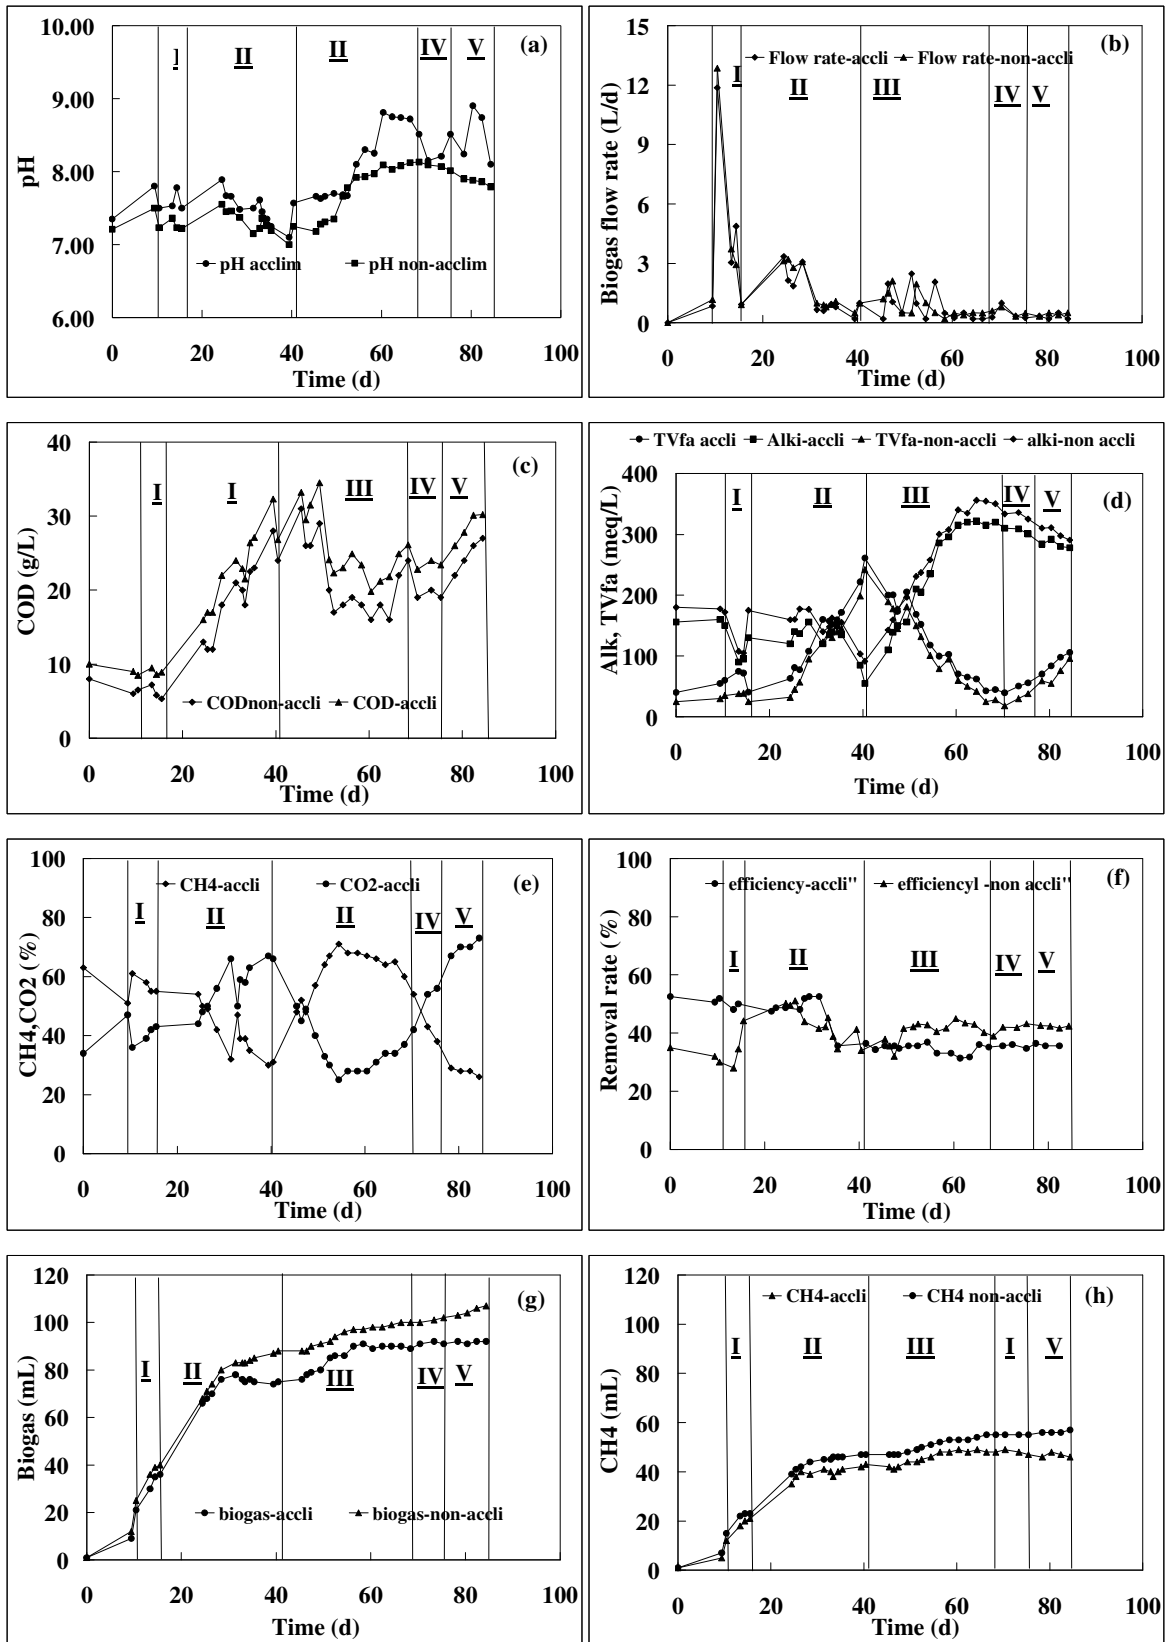 10.00
9.00
8.00
7.00
6.00
pH
I
II
II
IV
V
(a)
pH acclim
pH non-acclim
0
20
40
60
80
100
Time (d)
15
12
9
6
3
0
Biogas flow rate (L/d)
(b)
Flow rate-accli
Flow rate-non-accli
I
II
III
IV
V
0
20
40
60
80
100
Time (d)
40
30
20
10
0
COD (g/L)
(c)
I
I
III
IV
V
CODnon-accli
COD-accli
0
20
40
60
80
100
Time (d)
TVfa accli
Alki-accli
TVfa-non-accli
alki-non accli
400
300
200
100
0
Alk, TVfa (meq/L)
I
II
III
IV
V
(d)
0
20
40
60
80
100
Time (d)
100
80
60
40
20
0
CH4,CO2 (%)
CH4-accli
CO2-accli
(e)
I
II
II
IV
V
0
20
40
60
80
100
Time (d)
100
80
60
40
20
0
Removal rate (%)
efficiency-accli"
efficiencyl -non accli"
(f)
I
II
III
IV
V
0
20
40
60
80
100
Time (d)
120
100
80
60
40
20
0
Biogas (mL)
(g)
I
II
III
IV
V
biogas-accli
biogas-non-accli
0
20
40
60
80
100
Time (d)
120
100
80
60
40
20
0
CH4 (mL)
CH4-accli
CH4 non-accli
(h)
I
II
III
I
V
0
20
40
60
80
100
Time (d)